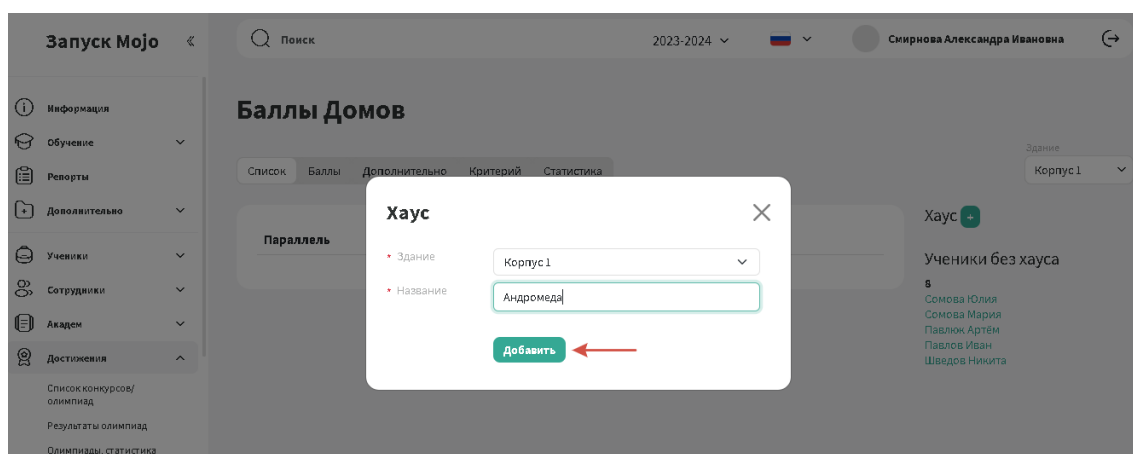 Запуск Mojo «
Поиск
2023-2024
Смирнова Александра Ивановна
Информация
Обучение
Репорты
Дополнительно
Ученики
Сотрудники
Академ
Достижения
Список конкурсов/
олимпиад
Результаты олимпиад
Олимпиады, статистика
Баллы Домов
Список Баллы Дополнительно Критерий Статистика
Здание
Корпус 1
Параллель
Хаус
* Здание
Корпус 1
* Название
Андромеда
Добавить
Хаус +
Ученики без хауса
8
Сомова Юлия
Сомова Мария
Павлюк Артём
Павлов Иван
Шведов Никита